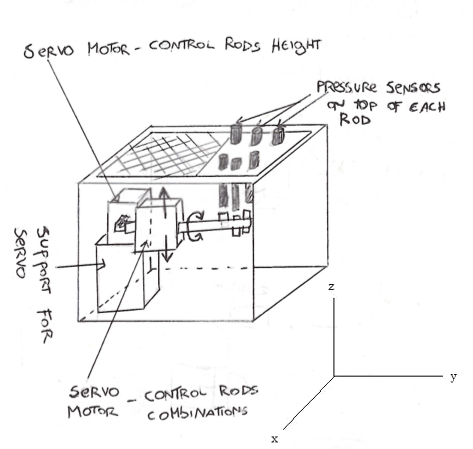 SERVO MOTOR - CONTROL RODS HEIGHT
PRESSURE SENSORS
ON TOP OF EACH
ROD
SUPPORT FOR
SERVO
z
y
x
SERVO MOTOR - CONTROL RODS
COMBINATIONS